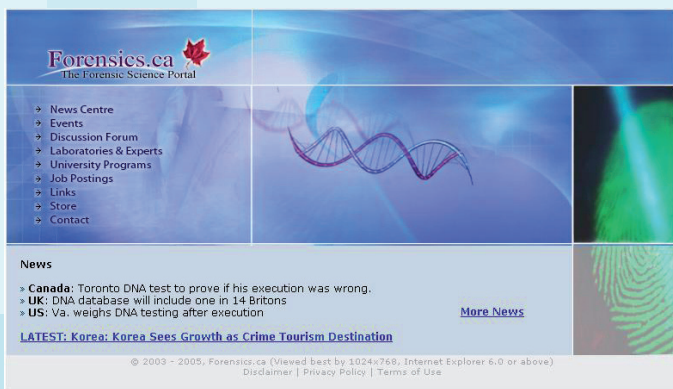 Forensics.ca
The Forensic Science Portal
News Centre
Events
Discussion Forum
Laboratories & Experts
University Programs
Job Postings
Links
Store
Contact
News
» Canada: Toronto DNA test to prove if his execution was wrong.
» UK: DNA database will include one in 14 Britons
» US: Va. weighs DNA testing after execution
More News
LATEST: Korea: Korea Sees Growth as Crime Tourism Destination
© 2003 - 2005, Forensics.ca (Viewed best by 1024x768, Internet Explorer 6.0 or above)
Disclaimer | Privacy Policy | Terms of Use